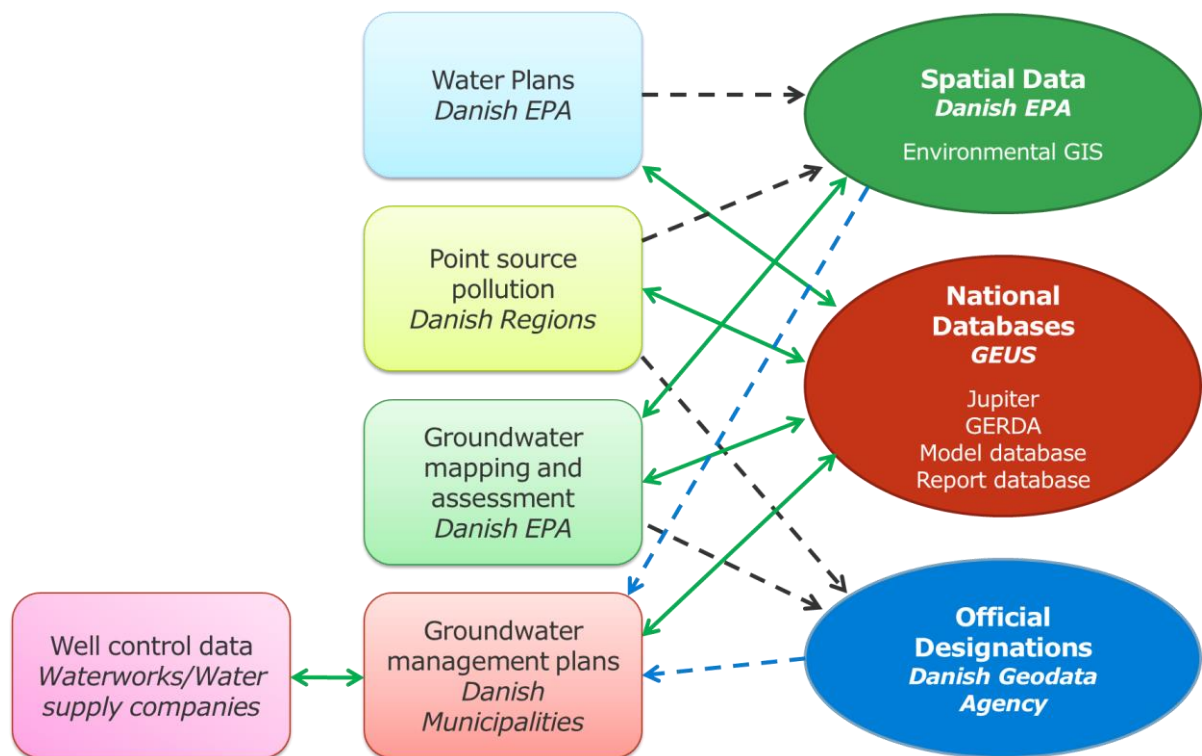 Water Plans
Danish EPA
Spatial Data
Danish EPA
Environmental GIS
Point source
pollution
Danish Regions
National
Databases
GEUS
Jupiter
GERDA
Model database
Report database
Groundwater
mapping and
assessment
Danish EPA
Well control data
Waterworks/Water
supply companies
Groundwater
management plans
Danish
Municipalities
Official
Designations
Danish Geodata
Agency